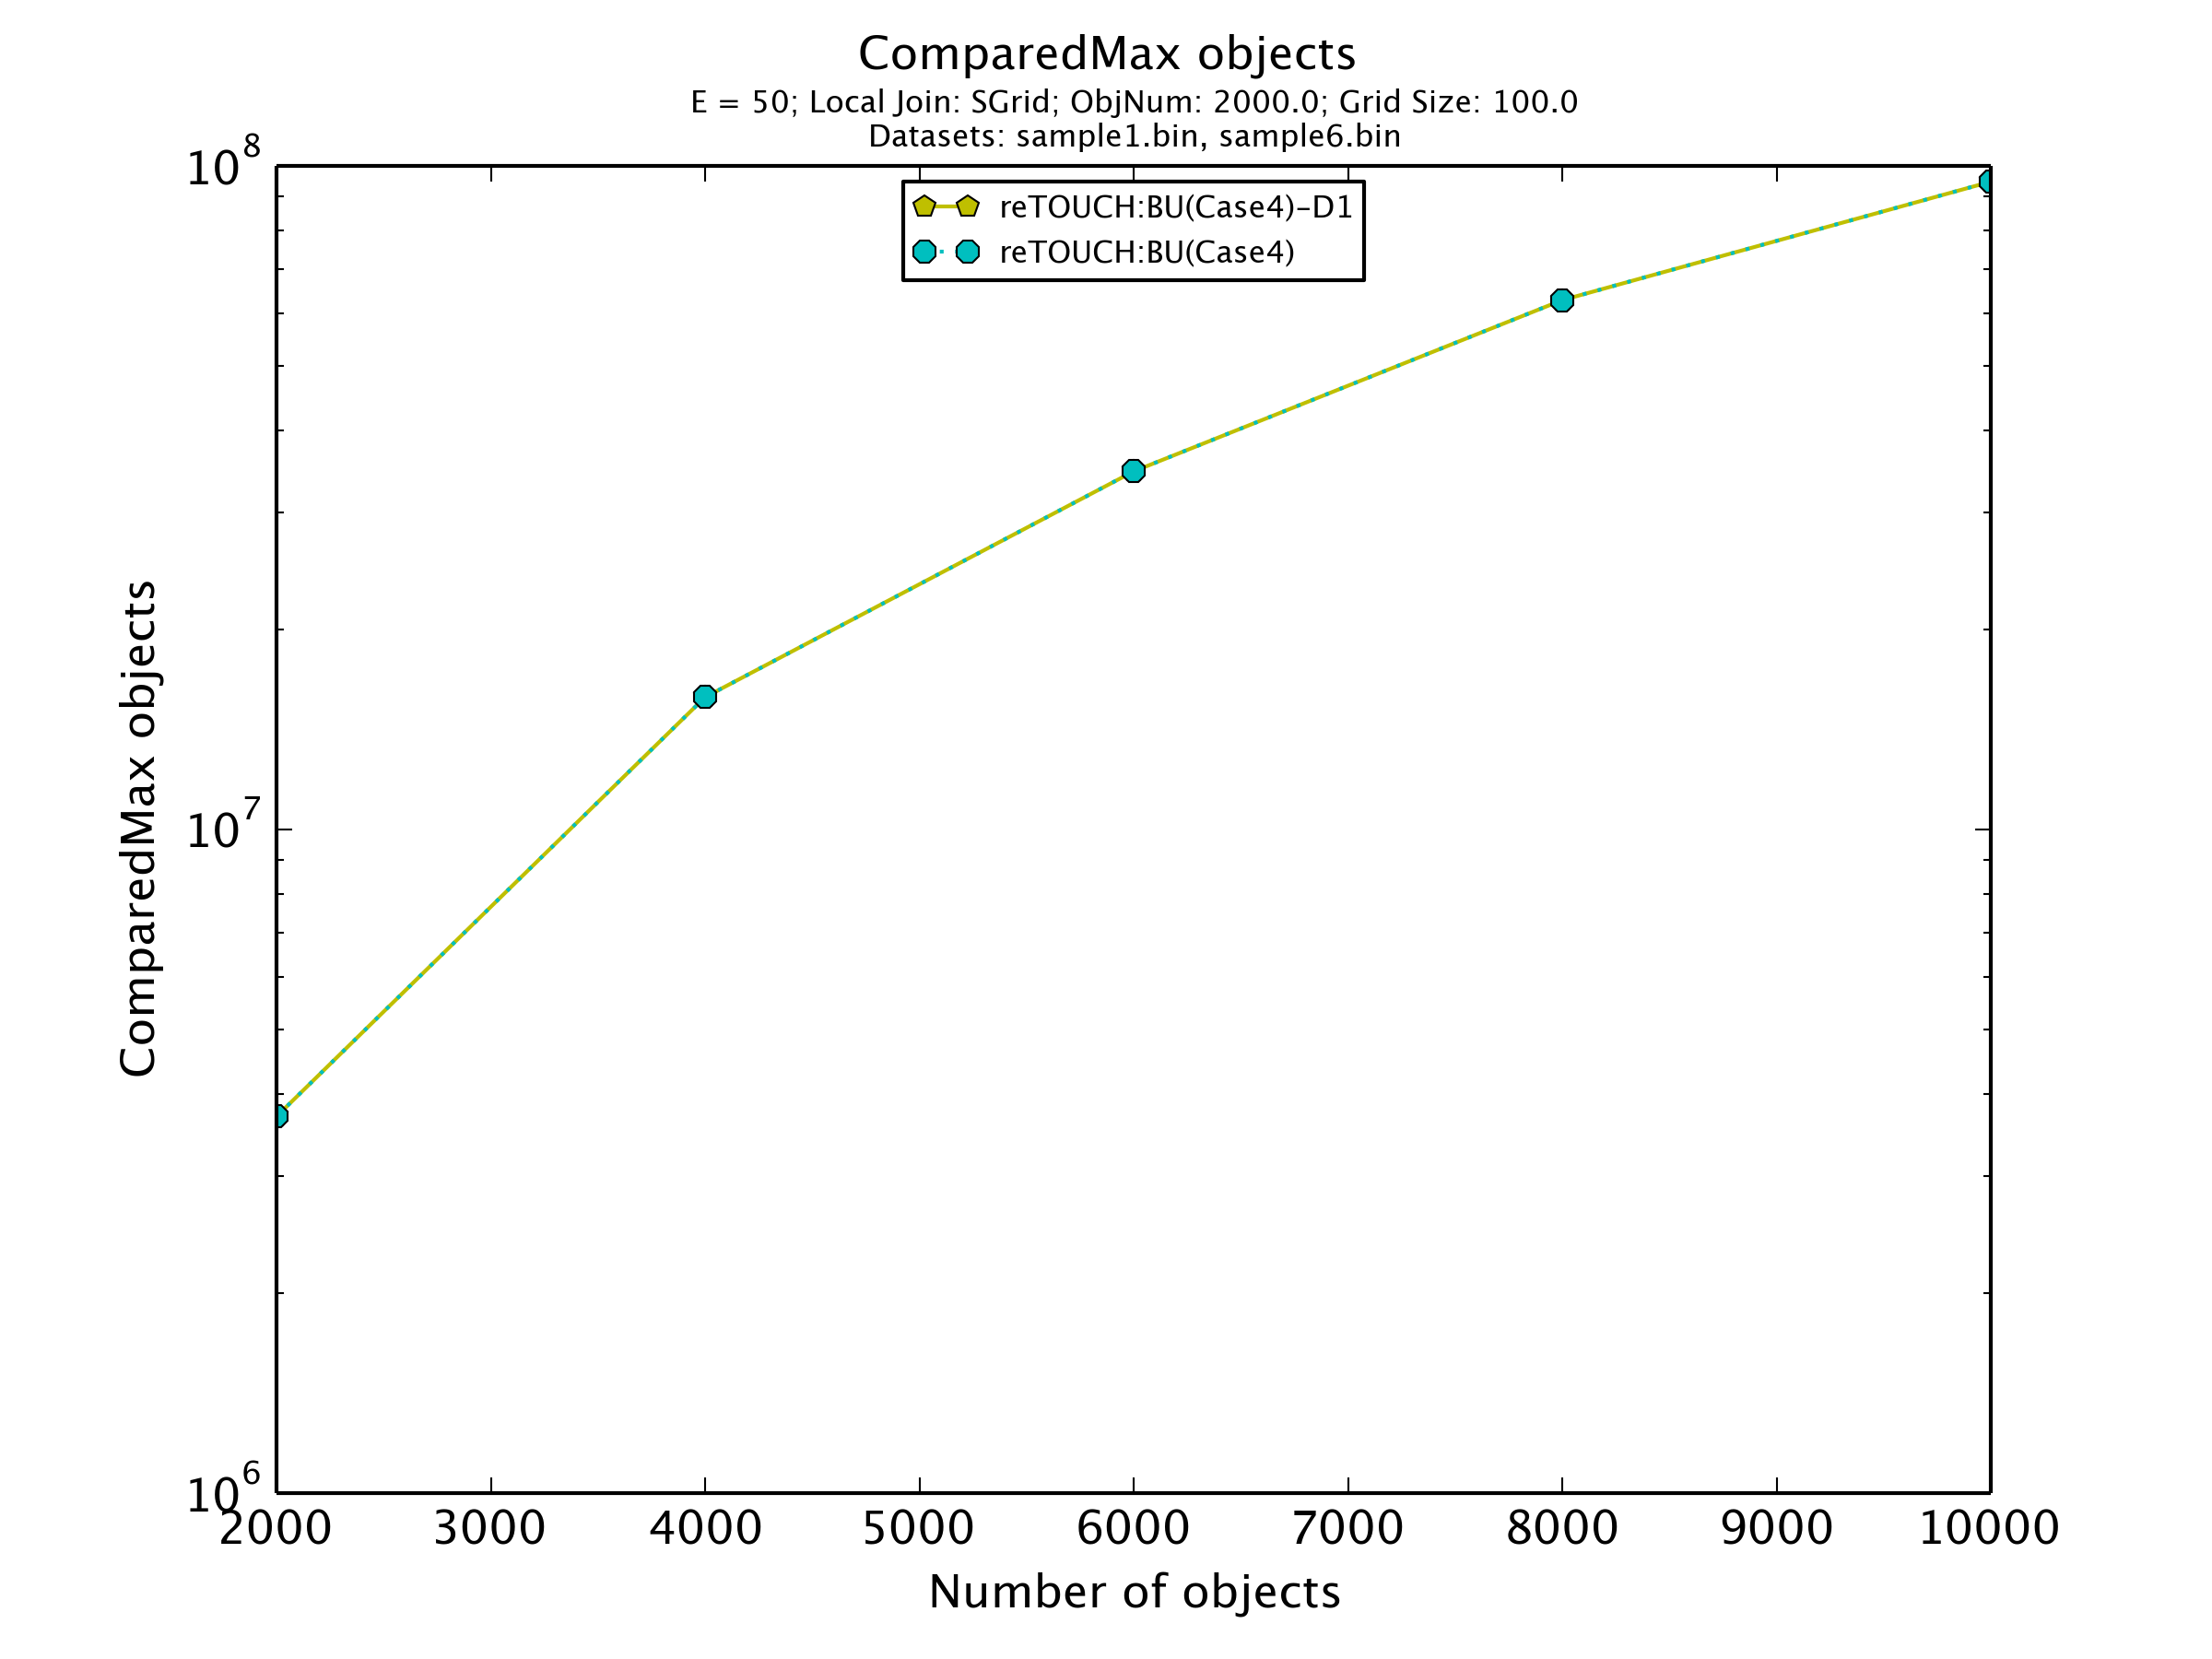 ComparedMax objects
E = 50; Local Join: SGrid; ObjNum: 2000.0; Grid Size: 100.0
Datasets: sample1.bin, sample6.bin
reTOUCH:BU(Case4)-D1
reTOUCH:BU(Case4)
10^8
10^7
10^6
ComparedMax objects
2000 3000 4000 5000 6000 7000 8000 9000 10000
Number of objects